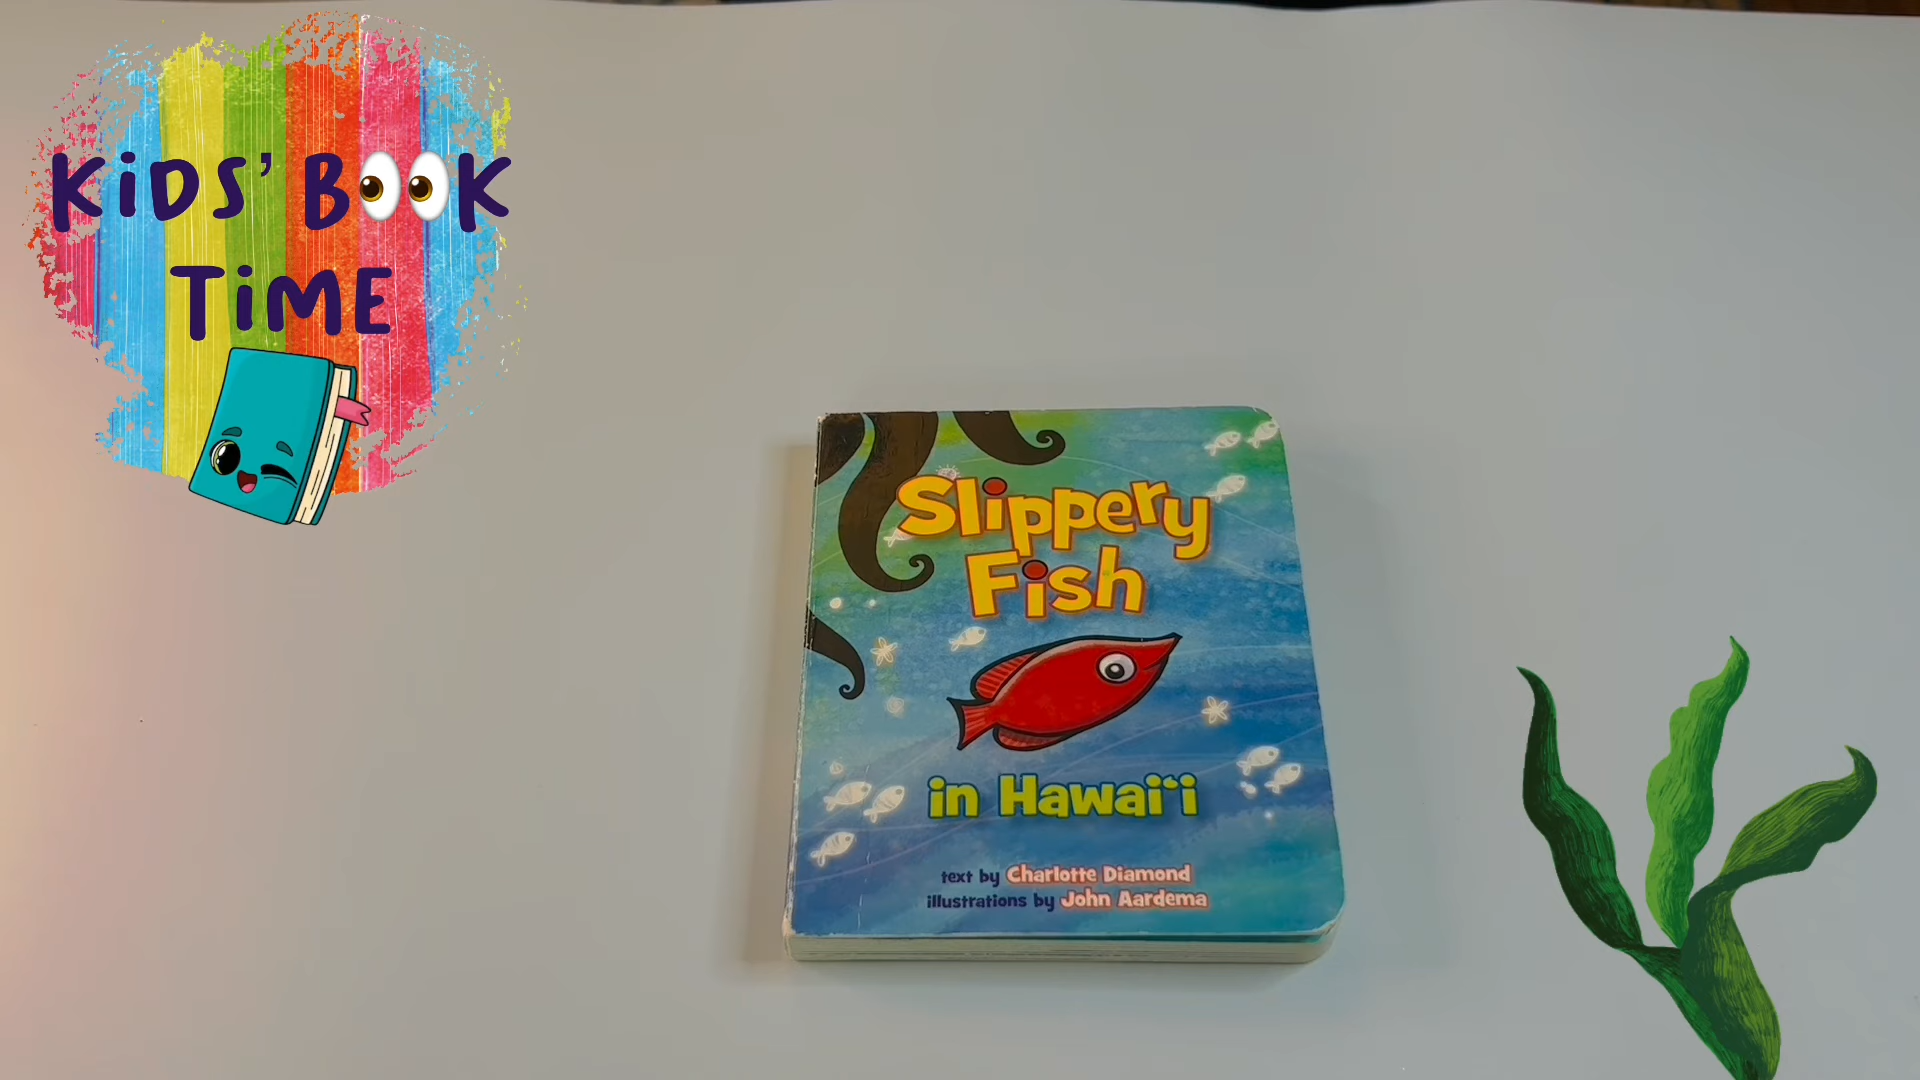 KiDS' BOOK
TiME
Slippery
Fish
in Hawai‘i
text by Charlotte Diamond
illustrations by John Aardema